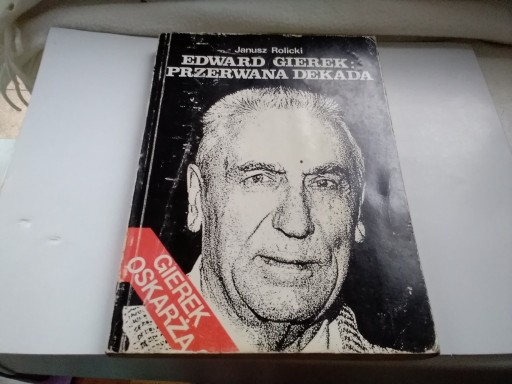 Janusz Rolicki
EDWARD GIEREK:
PRZERWANA DEKADA
GIEREK
OSKARŻA